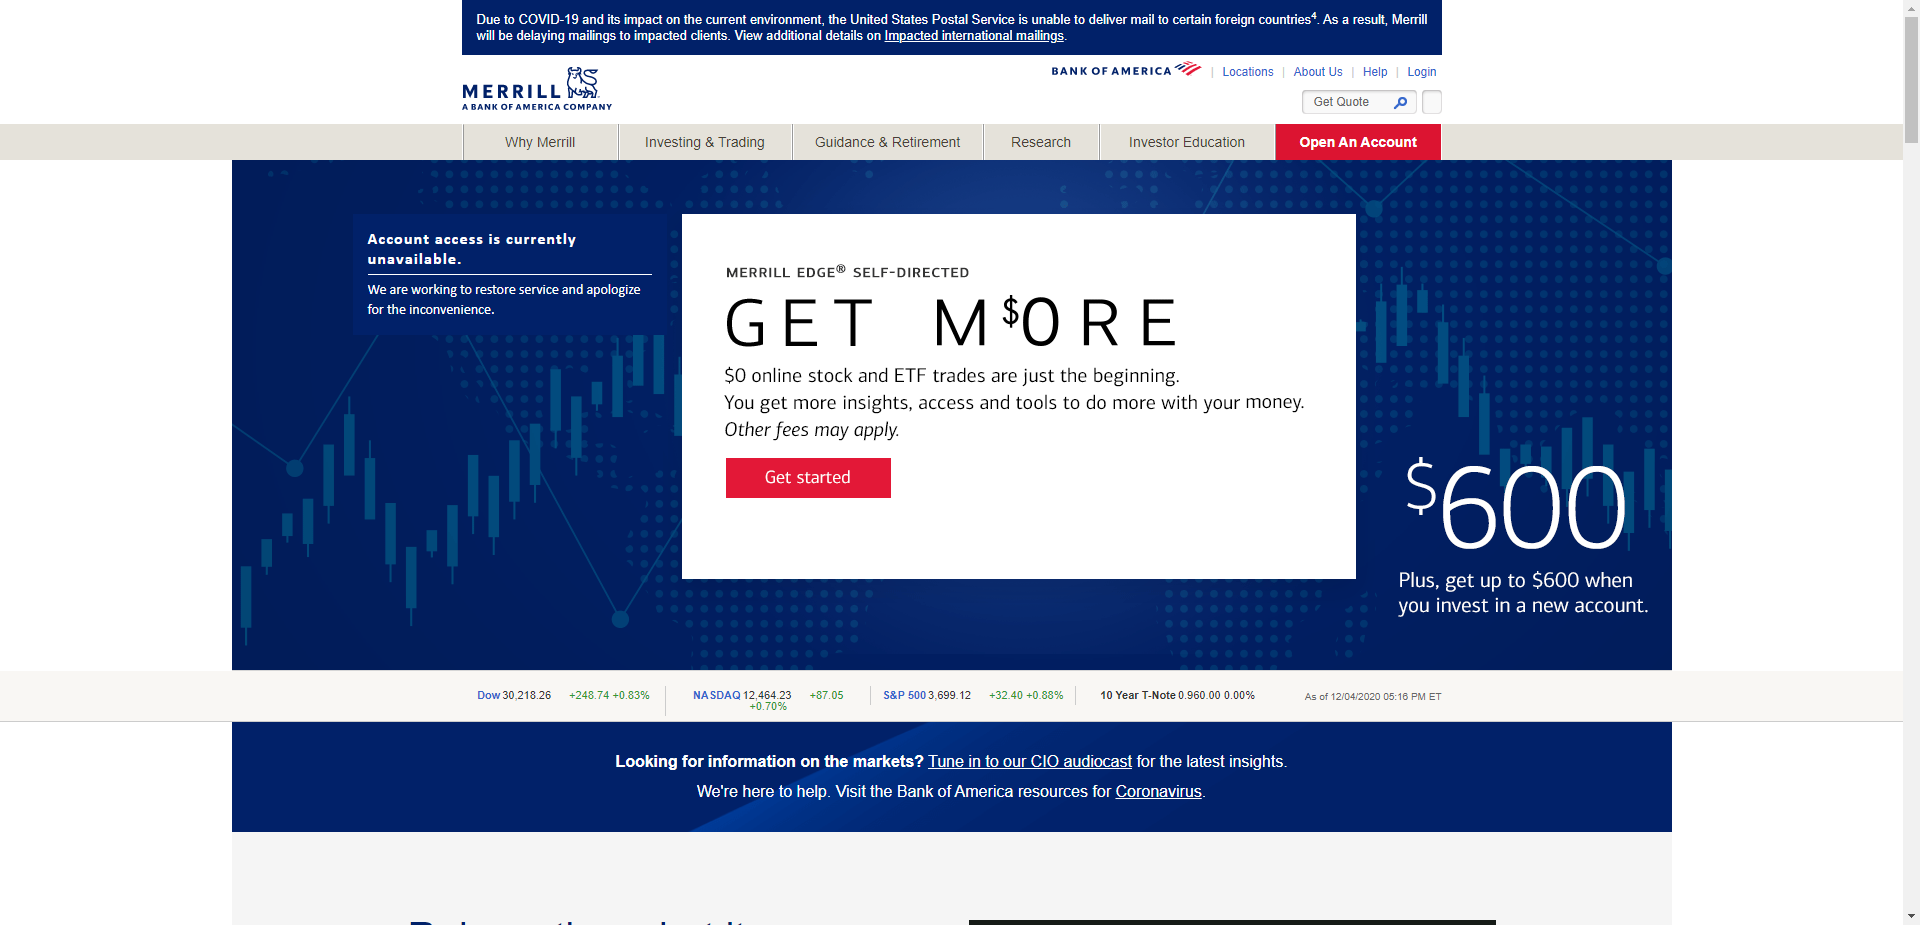 Due to COVID-19 and its impact on the current environment, the United States Postal Service is unable to deliver mail to certain foreign countries4. As a result, Merrill
will be delaying mailings to impacted clients. View additional details on Impacted international mailings.
MERRILL
A BANK OF AMERICA COMPANY
BANK OF AMERICA | Locations | About Us | Help | Login
Get Quote
Why Merrill
Investing & Trading
Guidance & Retirement
Research
Investor Education
Open An Account
Account access is currently
unavailable.
We are working to restore service and apologize
for the inconvenience.
MERRILL EDGE® SELF-DIRECTED
GET M$ORE
$0 online stock and ETF trades are just the beginning.
You get more insights, access and tools to do more with your money.
Other fees may apply.
Get started
$600
Plus, get up to $600 when
you invest in a new account.
Dow 30,218.26 +248.74 +0.83%
NASDAQ 12,464.23 +87.05
+0.70%
S&P 500 3,699.12 +32.40 +0.88%
10 Year T-Note 0.960.00 0.00%
As of 12/04/2020 05:16 PM ET
Looking for information on the markets? Tune in to our CIO audiocast for the latest insights.
We're here to help. Visit the Bank of America resources for Coronavirus.